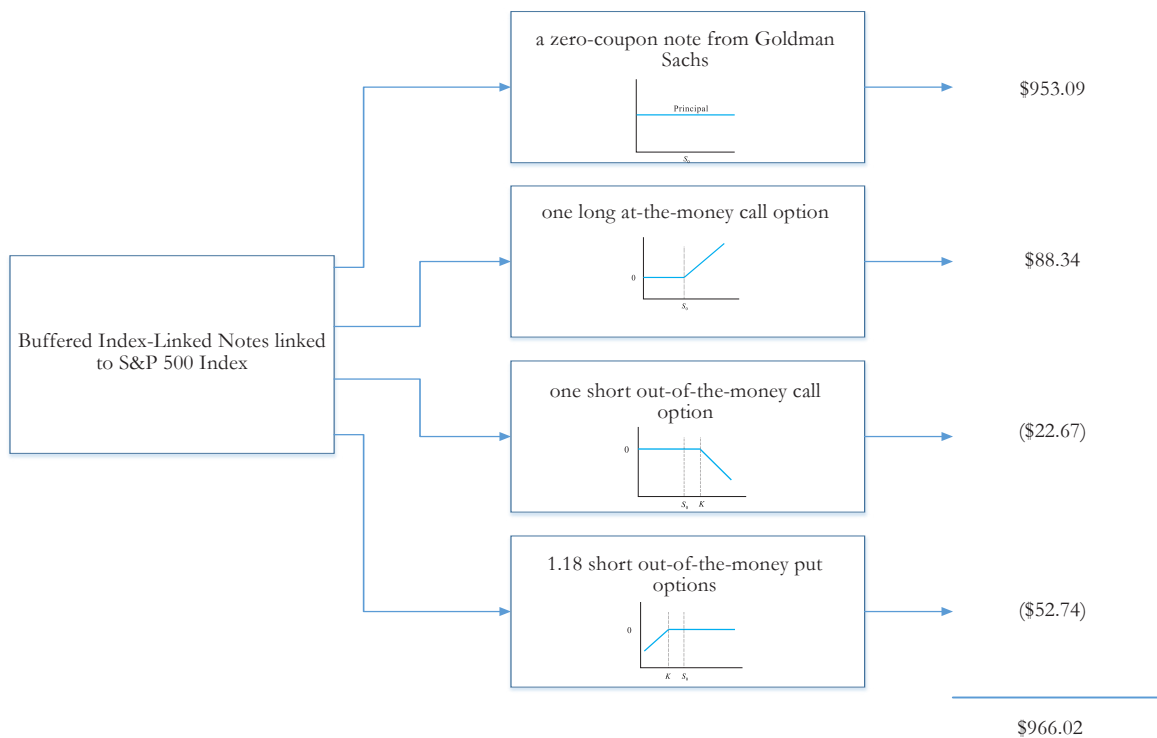 Buffered Index-Linked Notes linked
to S&P 500 Index
a zero-coupon note from Goldman
Sachs
Principal
S₀
$953.09
one long at-the-money call option
0
S₀
$88.34
one short out-of-the-money call
option
0
S₀ K
($22.67)
1.18 short out-of-the-money put
options
0
K S₀
($52.74)
$966.02